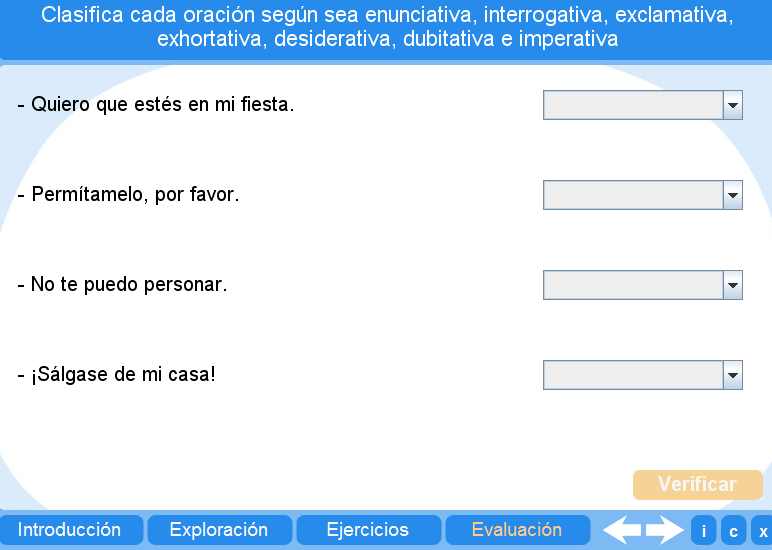 Clasifica cada oración según sea enunciativa, interrogativa, exclamativa,
exhortativa, desiderativa, dubitativa e imperativa
- Quiero que estés en mi fiesta.
- Permítamelo, por favor.
- No te puedo personar.
- ¡Sálgase de mi casa!
Verificar
Introducción Exploración Ejercicios Evaluación i c x